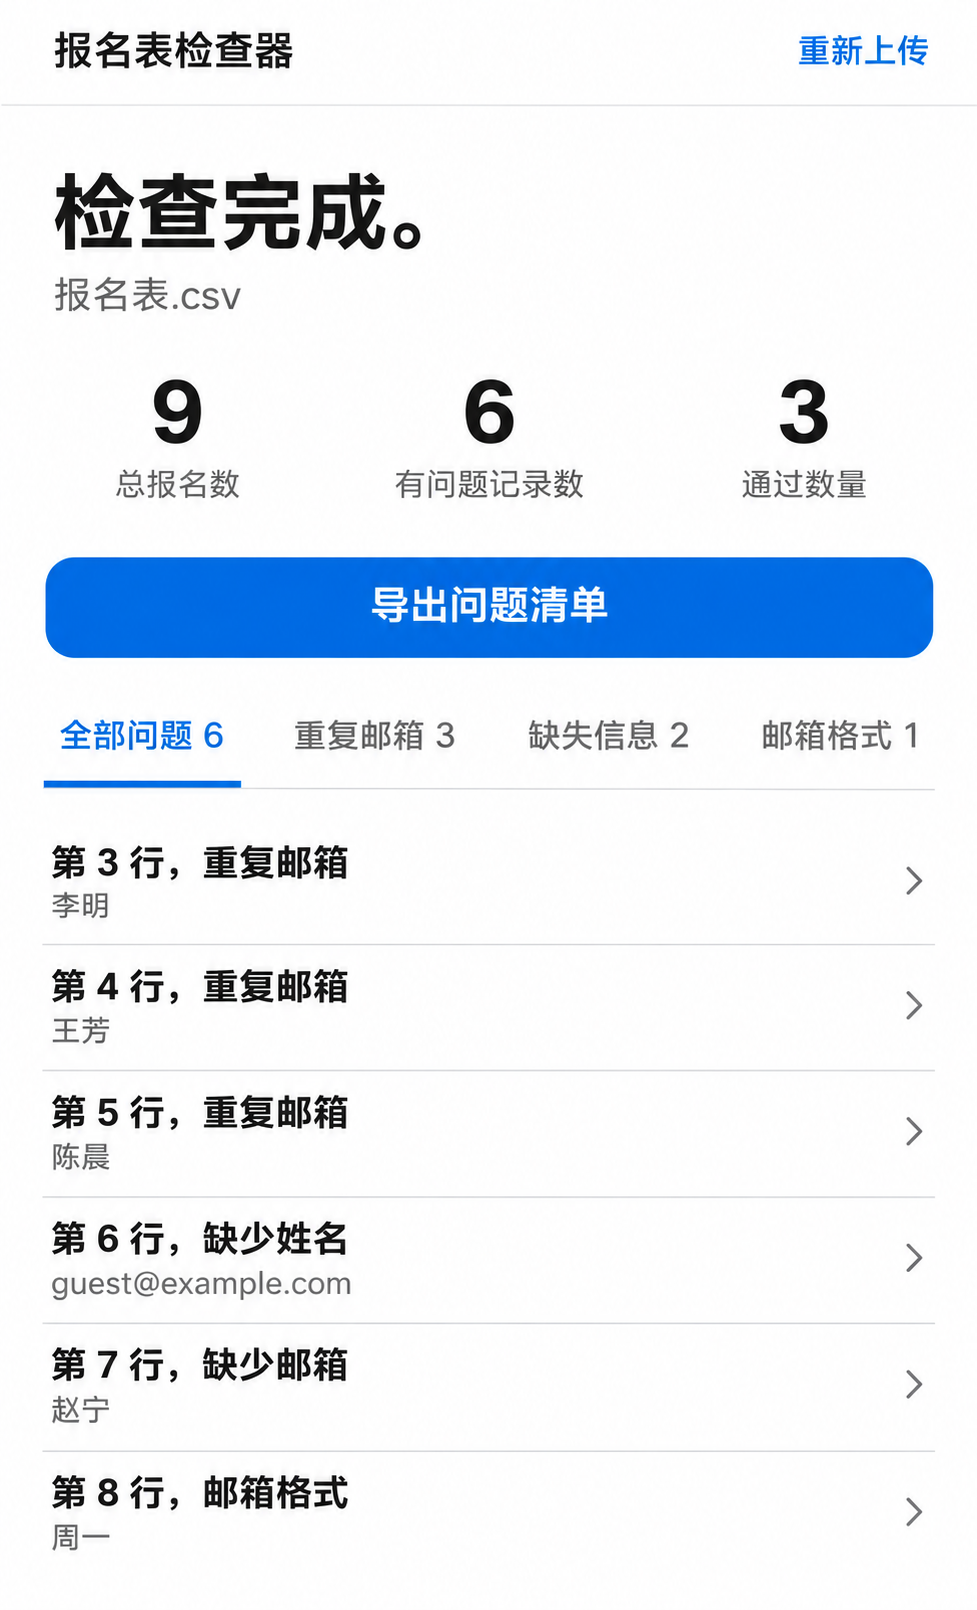 报名表检查器
重新上传
检查完成。
报名表.csv
9
6
3
总报名数
有问题记录数
通过数量
导出问题清单
全部问题 6
重复邮箱 3
缺失信息 2
邮箱格式 1
第 3 行，重复邮箱
李明
第 4 行，重复邮箱
王芳
第 5 行，重复邮箱
陈晨
第 6 行，缺少姓名
guest@example.com
第 7 行，缺少邮箱
赵宁
第 8 行，邮箱格式
周一